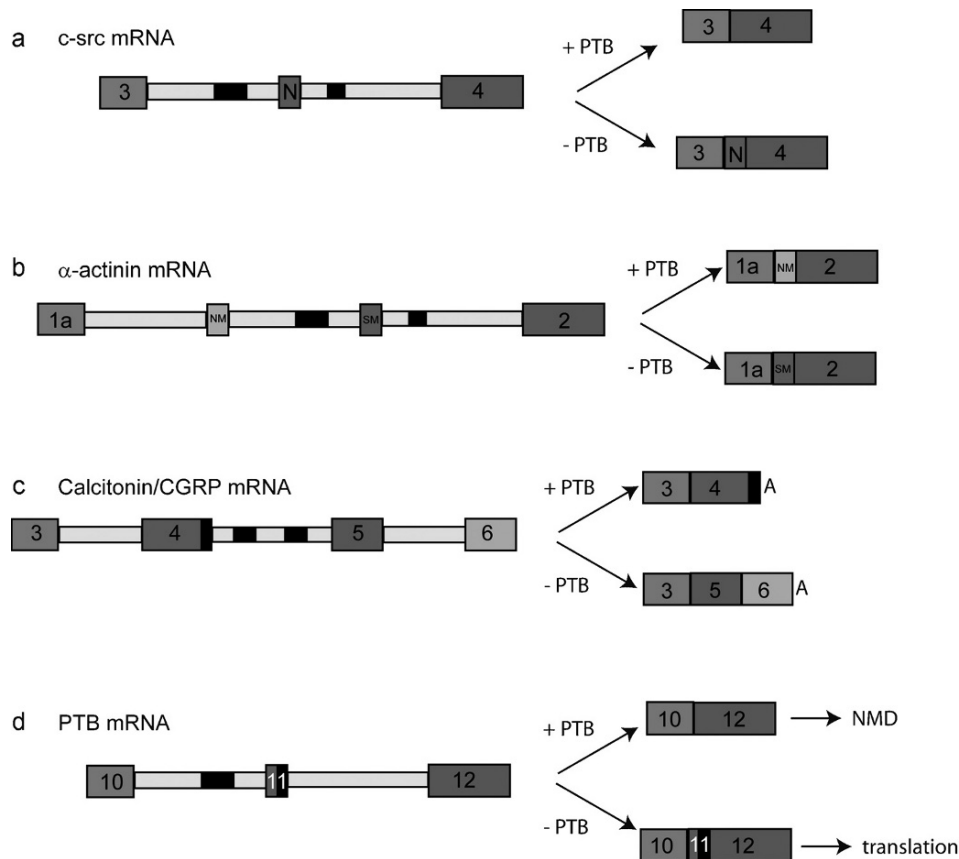 a c-src mRNA
3 N 4
+ PTB
3 4
- PTB
3 N 4
b α-actinin mRNA
1a NM SM 2
+ PTB
1a NM 2
- PTB
1a SM 2
c Calcitonin/CGRP mRNA
3 4 5 6
+ PTB
3 4 A
- PTB
3 5 6 A
d PTB mRNA
10 11 12
+ PTB
10 12 NMD
- PTB
10 11 12 translation